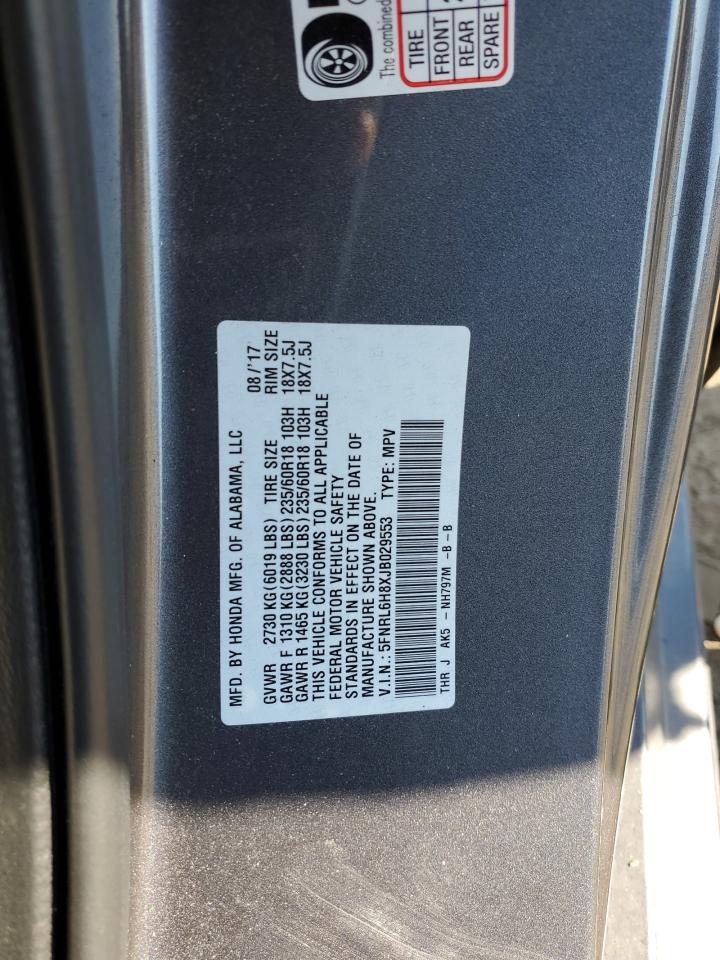 The combined
TIRE
FRONT 2
REAR 2
SPARE
MFD. BY HONDA MFG. OF ALABAMA, LLC 08/'17
GVWR 2730 KG (6019 LBS) TIRE SIZE RIM SIZE
GAWR F 1310 KG (2888 LBS) 235/60R18 103H 18X7.5J
GAWR R 1465 KG (3230 LBS) 235/60R18 103H 18X7.5J
THIS VEHICLE CONFORMS TO ALL APPLICABLE
FEDERAL MOTOR VEHICLE SAFETY
STANDARDS IN EFFECT ON THE DATE OF
MANUFACTURE SHOWN ABOVE.
V.I.N.: 5FNRL6H8XJB029553 TYPE: MPV
THR J AK5 - NH797M -B-B